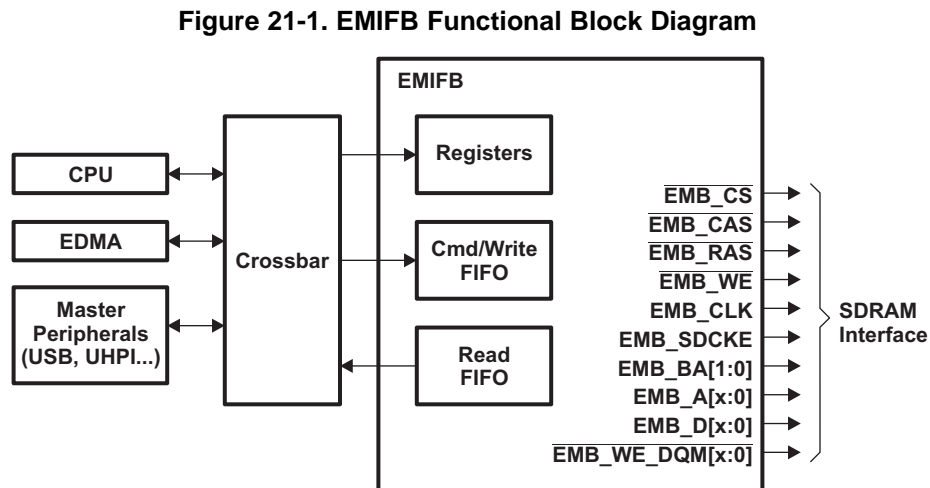 Figure 21-1. EMIFB Functional Block Diagram
EMIFB
CPU
EDMA
Master
Peripherals
(USB, UHPI...)
Crossbar
Registers
Cmd/Write
FIFO
Read
FIFO
EMB_CS
EMB_CAS
EMB_RAS
EMB_WE
EMB_CLK
EMB_SDCKE
EMB_BA[1:0]
EMB_A[x:0]
EMB_D[x:0]
EMB_WE_DQM[x:0]
SDRAM
Interface